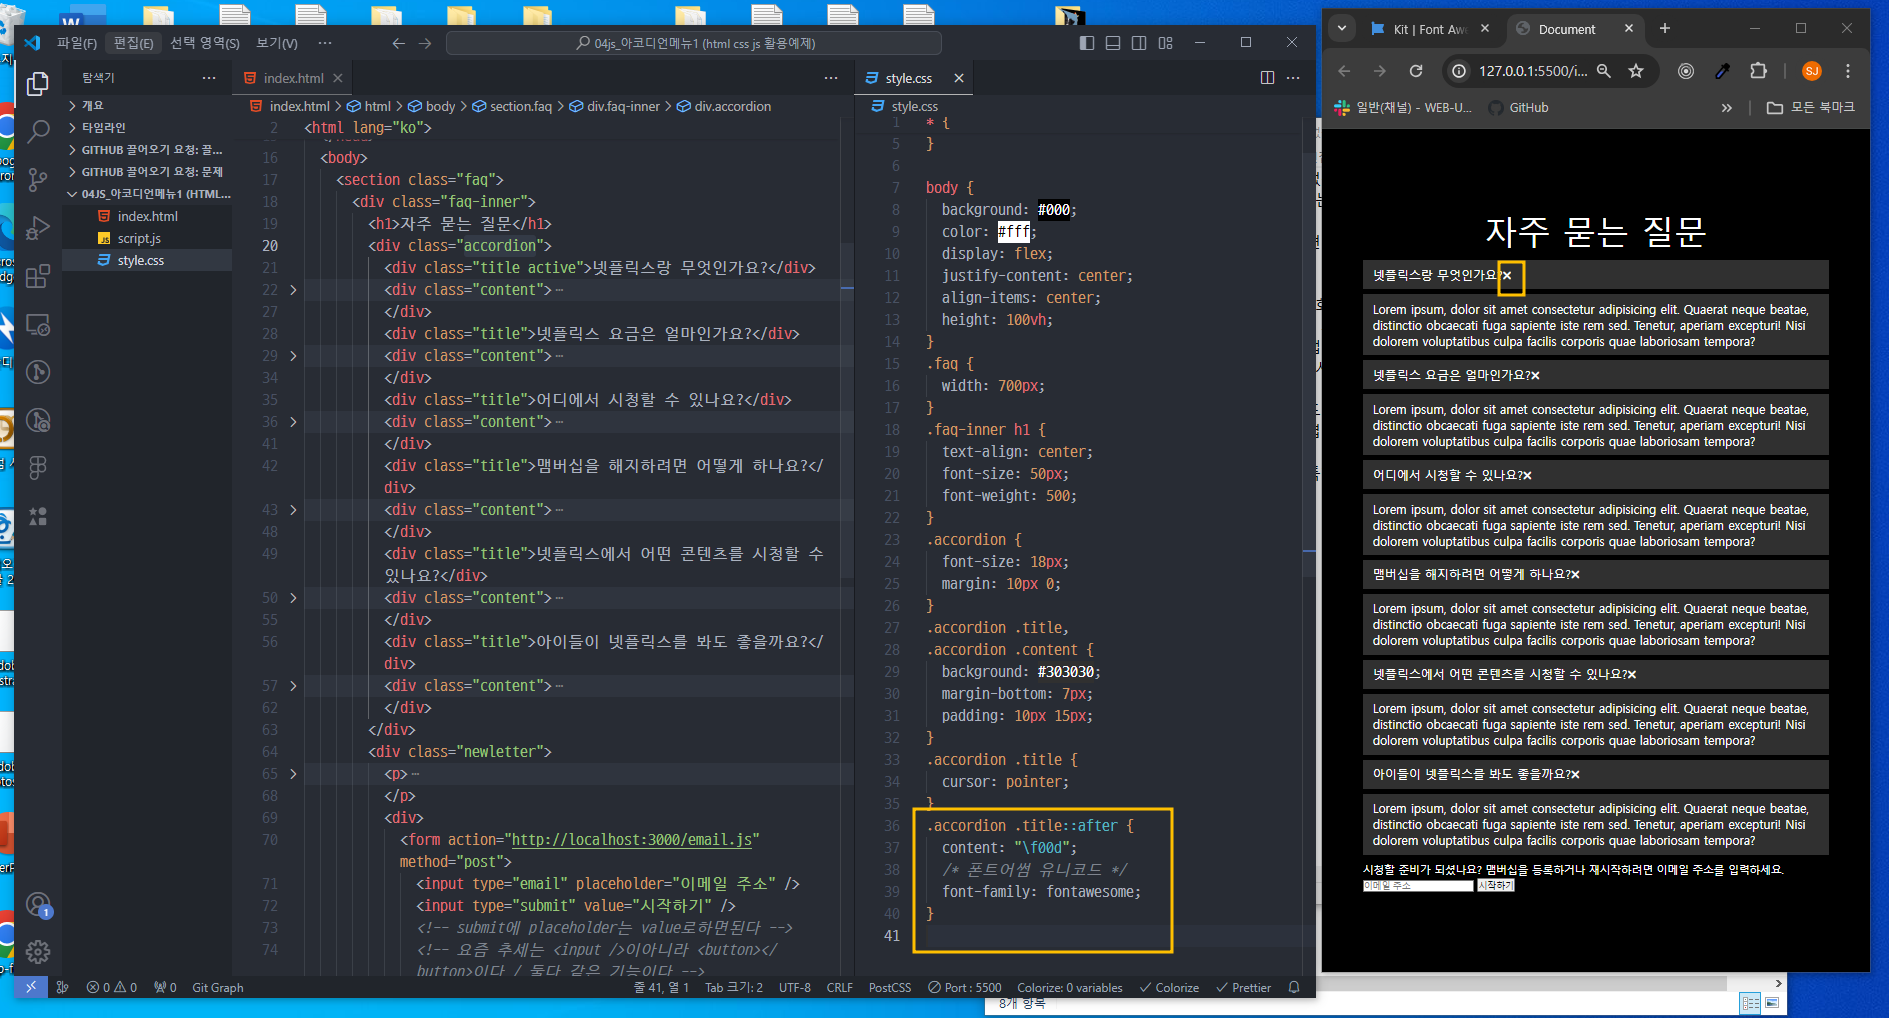 파일(F) 편집(E) 선택 영역(S) 보기(V) ···
04js_아코디언메뉴1 (html css js 활용예제)
탐색기 ···
개요
타임라인
GITHUB 끌어오기 요청: 끌...
GITHUB 끌어오기 요청: 문제
04JS_아코디언메뉴1 (HTML...
index.html
script.js
style.css
index.html
index.html > html > body > section.faq > div.faq-inner > div.accordion
2 <html lang="ko">
16 <body>
17 <section class="faq">
18 <div class="faq-inner">
19 <h1>자주 묻는 질문</h1>
20 <div class="accordion">
21 <div class="title active">넷플릭스랑 무엇인가요?</div>
22 <div class="content">···
27 </div>
28 <div class="title">넷플릭스 요금은 얼마인가요?</div>
29 <div class="content">···
34 </div>
35 <div class="title">어디에서 시청할 수 있나요?</div>
36 <div class="content">···
41 </div>
42 <div class="title">맴버십을 해지하려면 어떻게 하나요?</
div>
43 <div class="content">···
48 </div>
49 <div class="title">넷플릭스에서 어떤 콘텐츠를 시청할 수
있나요?</div>
50 <div class="content">···
55 </div>
56 <div class="title">아이들이 넷플릭스를 봐도 좋을까요?</
div>
57 <div class="content">···
62 </div>
63 </div>
64 <div class="newletter">
65 <p>···
68 </p>
69 <div>
70 <form action="http://localhost:3000/email.js"
method="post">
71 <input type="email" placeholder="이메일 주소" />
72 <input type="submit" value="시작하기" />
73 <!-- submit에 placeholder는 value로하면된다 -->
74 <!-- 요즘 추세는 <input />이아니라 <button></
button>이다 / 둘다 같은 기능이다 -->
style.css
style.css
1 * {
5 }
6
7 body {
8 background: #000;
9 color: #fff;
10 display: flex;
11 justify-content: center;
12 align-items: center;
13 height: 100vh;
14 }
15 .faq {
16 width: 700px;
17 }
18 .faq-inner h1 {
19 text-align: center;
20 font-size: 50px;
21 font-weight: 500;
22 }
23 .accordion {
24 font-size: 18px;
25 margin: 10px 0;
26 }
27 .accordion .title,
28 .accordion .content {
29 background: #303030;
30 margin-bottom: 7px;
31 padding: 10px 15px;
32 }
33 .accordion .title {
34 cursor: pointer;
35 }
36 .accordion .title::after {
37 content: "\f00d";
38 /* 폰트어썸 유니코드 */
39 font-family: fontawesome;
40 }
41
0 0 0 Git Graph 줄 41, 열 1 Tab 크기: 2 UTF-8 CRLF PostCSS Port : 5500 Colorize: 0 variables Colorize Prettier
Kit | Font Aw
Document
127.0.0.1:5500/i...
SJ
일반(채널) - WEB-U... GitHub » 모든 북마크
자주 묻는 질문
넷플릭스랑 무엇인가요?
Lorem ipsum, dolor sit amet consectetur adipisicing elit. Quaerat neque beatae,
distinctio obcaecati fuga sapiente iste rem sed. Tenetur, aperiam excepturi! Nisi
dolorem voluptatibus culpa facilis corporis quae laboriosam tempora?
넷플릭스 요금은 얼마인가요?
Lorem ipsum, dolor sit amet consectetur adipisicing elit. Quaerat neque beatae,
distinctio obcaecati fuga sapiente iste rem sed. Tenetur, aperiam excepturi! Nisi
dolorem voluptatibus culpa facilis corporis quae laboriosam tempora?
어디에서 시청할 수 있나요?
Lorem ipsum, dolor sit amet consectetur adipisicing elit. Quaerat neque beatae,
distinctio obcaecati fuga sapiente iste rem sed. Tenetur, aperiam excepturi! Nisi
dolorem voluptatibus culpa facilis corporis quae laboriosam tempora?
맴버십을 해지하려면 어떻게 하나요?
Lorem ipsum, dolor sit amet consectetur adipisicing elit. Quaerat neque beatae,
distinctio obcaecati fuga sapiente iste rem sed. Tenetur, aperiam excepturi! Nisi
dolorem voluptatibus culpa facilis corporis quae laboriosam tempora?
넷플릭스에서 어떤 콘텐츠를 시청할 수 있나요?
Lorem ipsum, dolor sit amet consectetur adipisicing elit. Quaerat neque beatae,
distinctio obcaecati fuga sapiente iste rem sed. Tenetur, aperiam excepturi! Nisi
dolorem voluptatibus culpa facilis corporis quae laboriosam tempora?
아이들이 넷플릭스를 봐도 좋을까요?
Lorem ipsum, dolor sit amet consectetur adipisicing elit. Quaerat neque beatae,
distinctio obcaecati fuga sapiente iste rem sed. Tenetur, aperiam excepturi! Nisi
dolorem voluptatibus culpa facilis corporis quae laboriosam tempora?
시청할 준비가 되셨나요? 맴버십을 등록하거나 재시작하려면 이메일 주소를 입력하세요.
이메일 주소 시작하기
8개 항목